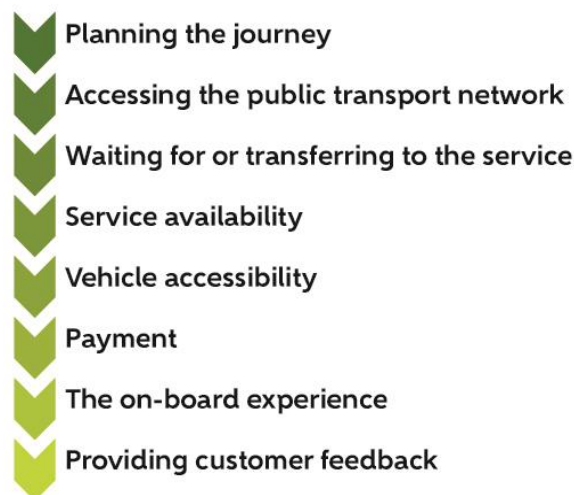 Planning the journey
Accessing the public transport network
Waiting for or transferring to the service
Service availability
Vehicle accessibility
Payment
The on-board experience
Providing customer feedback